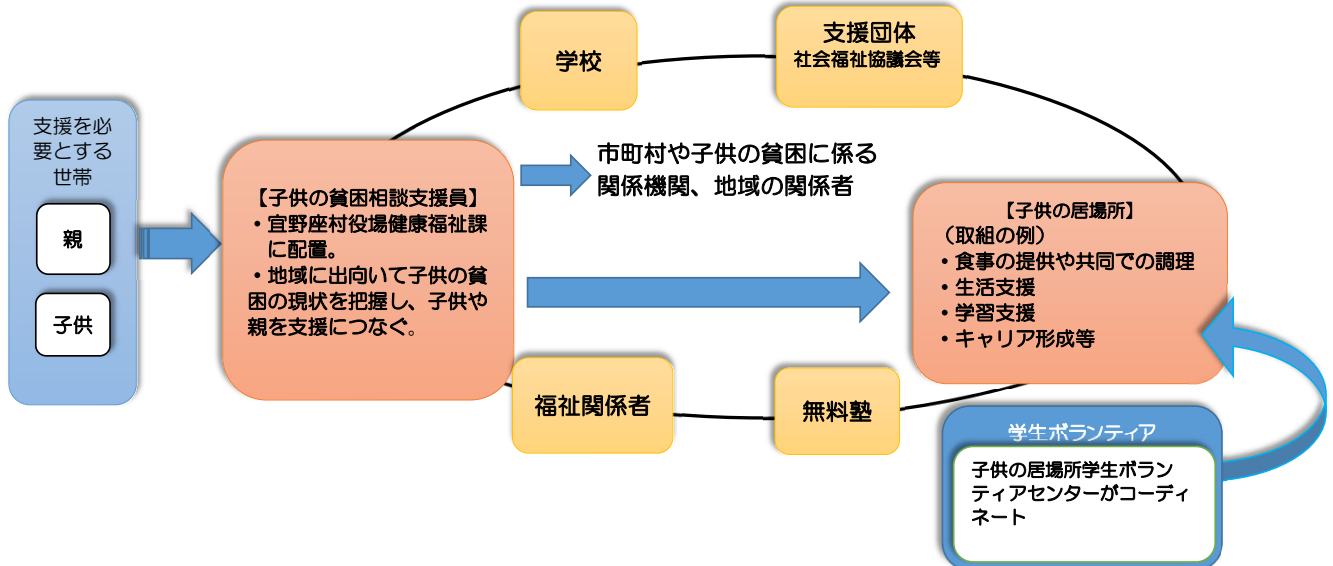 学校
支援団体
社会福祉協議会等
支援を必
要とする
世帯
親
子供
【子供の貧困相談支援員】
・宜野座村役場健康福祉課
に配置。
・地域に出向いて子供の貧
困の現状を把握し、子供や
親を支援につなぐ。
市町村や子供の貧困に係る
関係機関、地域の関係者
【子供の居場所】
(取組の例)
・食事の提供や共同での調理
・生活支援
・学習支援
・キャリア形成等
福祉関係者
無料塾
学生ボランティア
子供の居場所学生ボラン
ティアセンターがコーディ
ネート